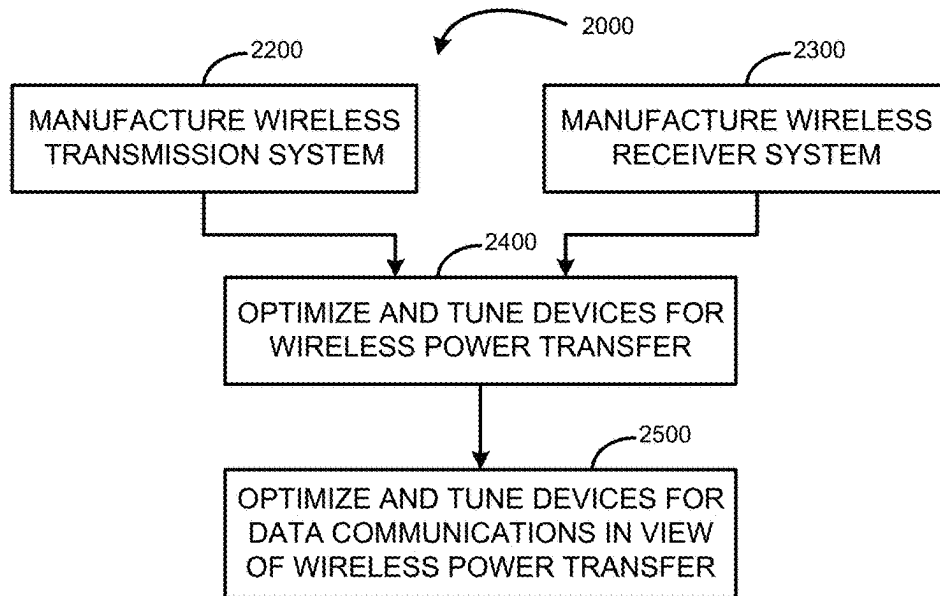 2000
2200
2300
MANUFACTURE WIRELESS
TRANSMISSION SYSTEM
MANUFACTURE WIRELESS
RECEIVER SYSTEM
2400
OPTIMIZE AND TUNE DEVICES FOR
WIRELESS POWER TRANSFER
2500
OPTIMIZE AND TUNE DEVICES FOR
DATA COMMUNICATIONS IN VIEW
OF WIRELESS POWER TRANSFER